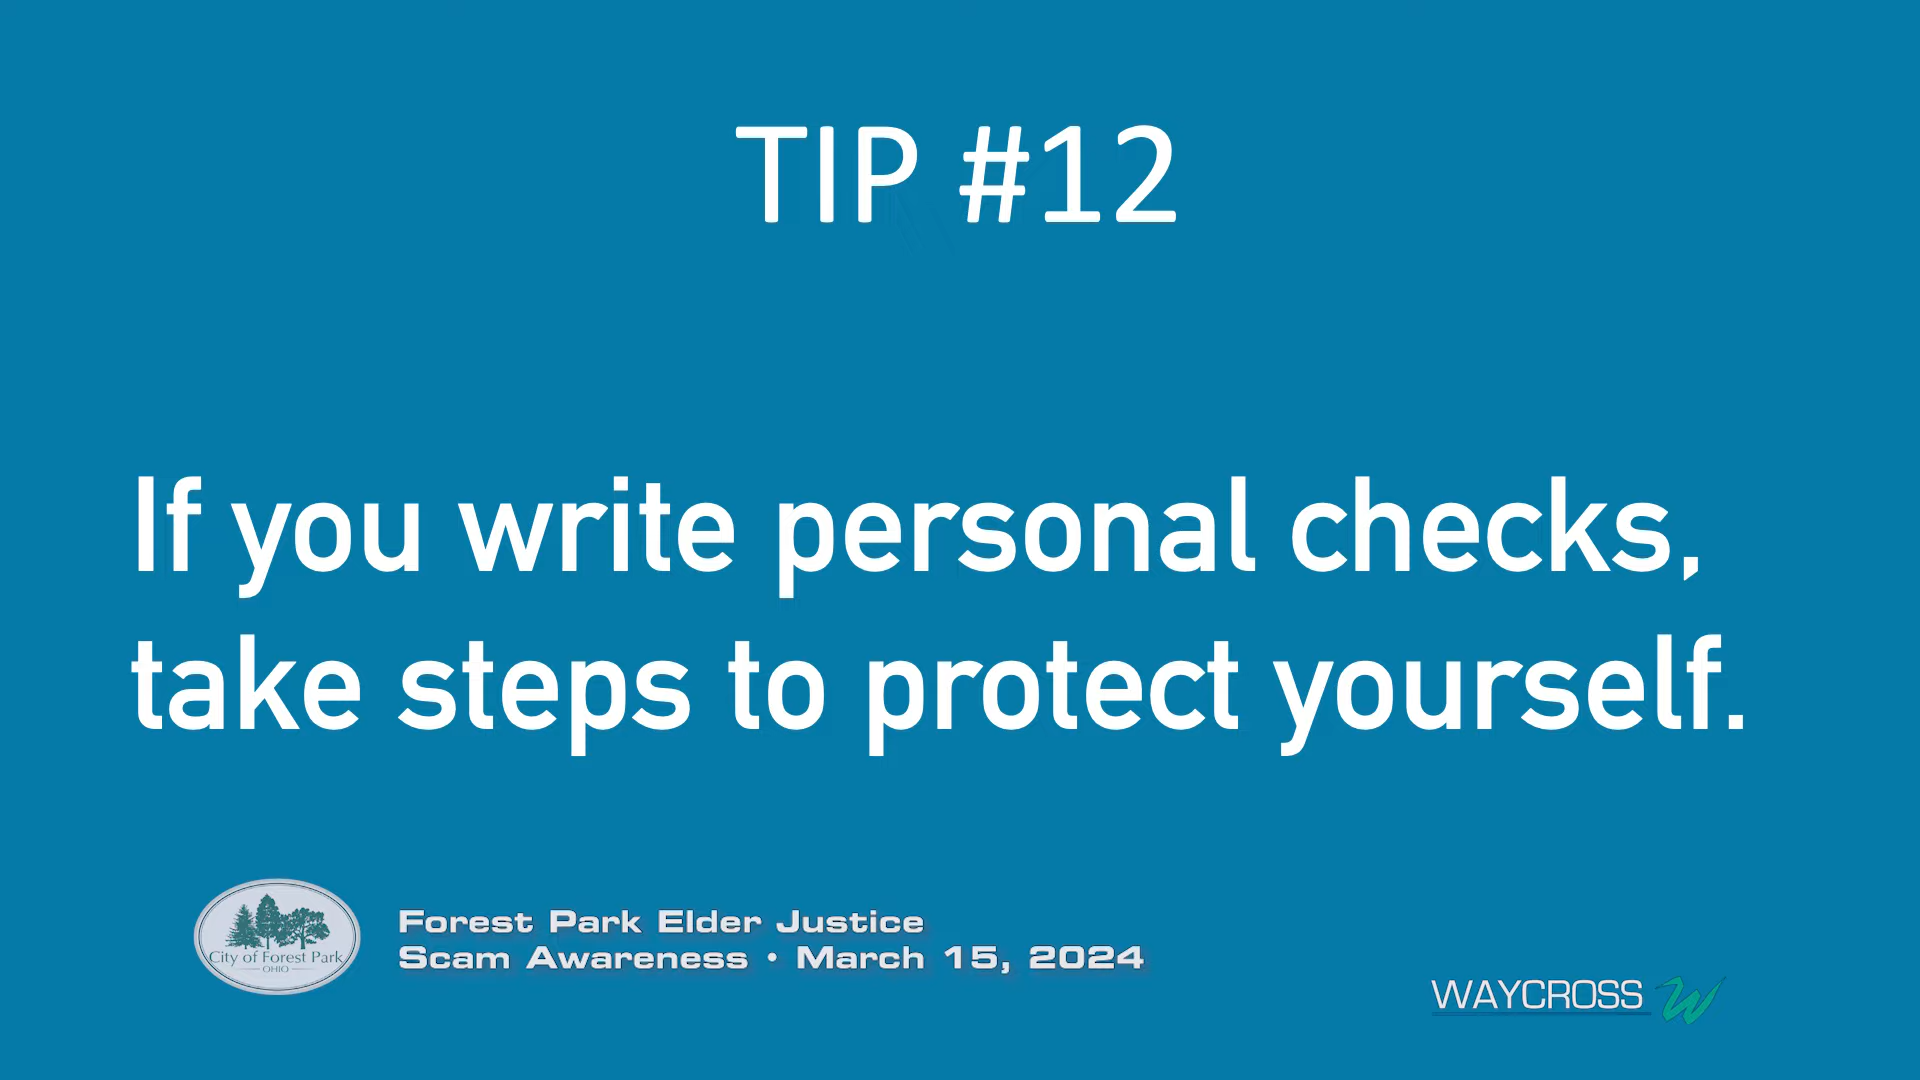 TIP #12
If you write personal checks,
take steps to protect yourself.
City of Forest Park
OHIO
Forest Park Elder Justice
Scam Awareness • March 15, 2024
WAYCROSS W